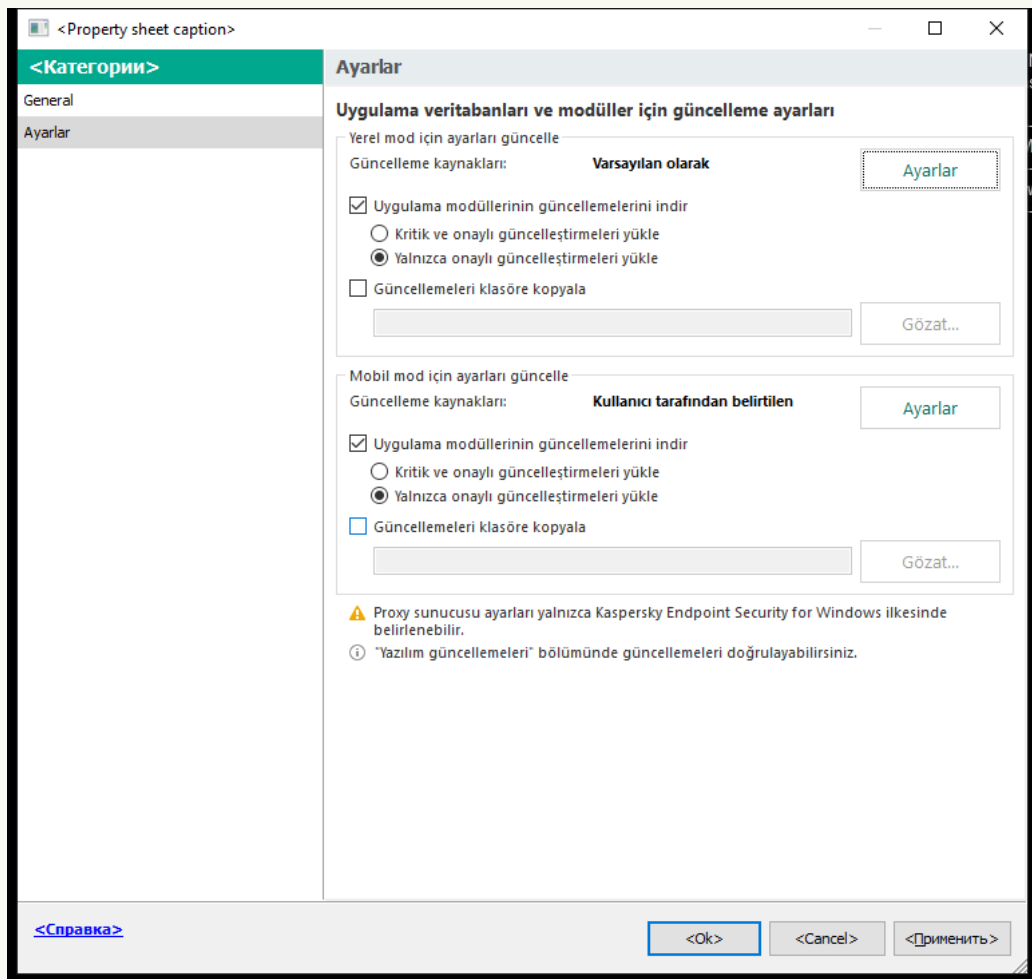 <Property sheet caption>
<Категории>
General
Ayarlar
Ayarlar
Uygulama veritabanları ve modüller için güncelleme ayarları
Yerel mod için ayarları güncelle
Güncelleme kaynakları: Varsayılan olarak Ayarlar
Uygulama modüllerinin güncellemelerini indir
Kritik ve onaylı güncelleştirmeleri yükle
Yalnızca onaylı güncelleştirmeleri yükle
Güncellemeleri klasöre kopyala
Gözat...
Mobil mod için ayarları güncelle
Güncelleme kaynakları: Kullanıcı tarafından belirtilen Ayarlar
Uygulama modüllerinin güncellemelerini indir
Kritik ve onaylı güncelleştirmeleri yükle
Yalnızca onaylı güncelleştirmeleri yükle
Güncellemeleri klasöre kopyala
Gözat...
Proxy sunucusu ayarları yalnızca Kaspersky Endpoint Security for Windows ilkesinde
belirlenebilir.
"Yazılım güncellemeleri" bölümünde güncellemeleri doğrulayabilirsiniz.
<Справка>
<Ok> <Cancel> <Применить>